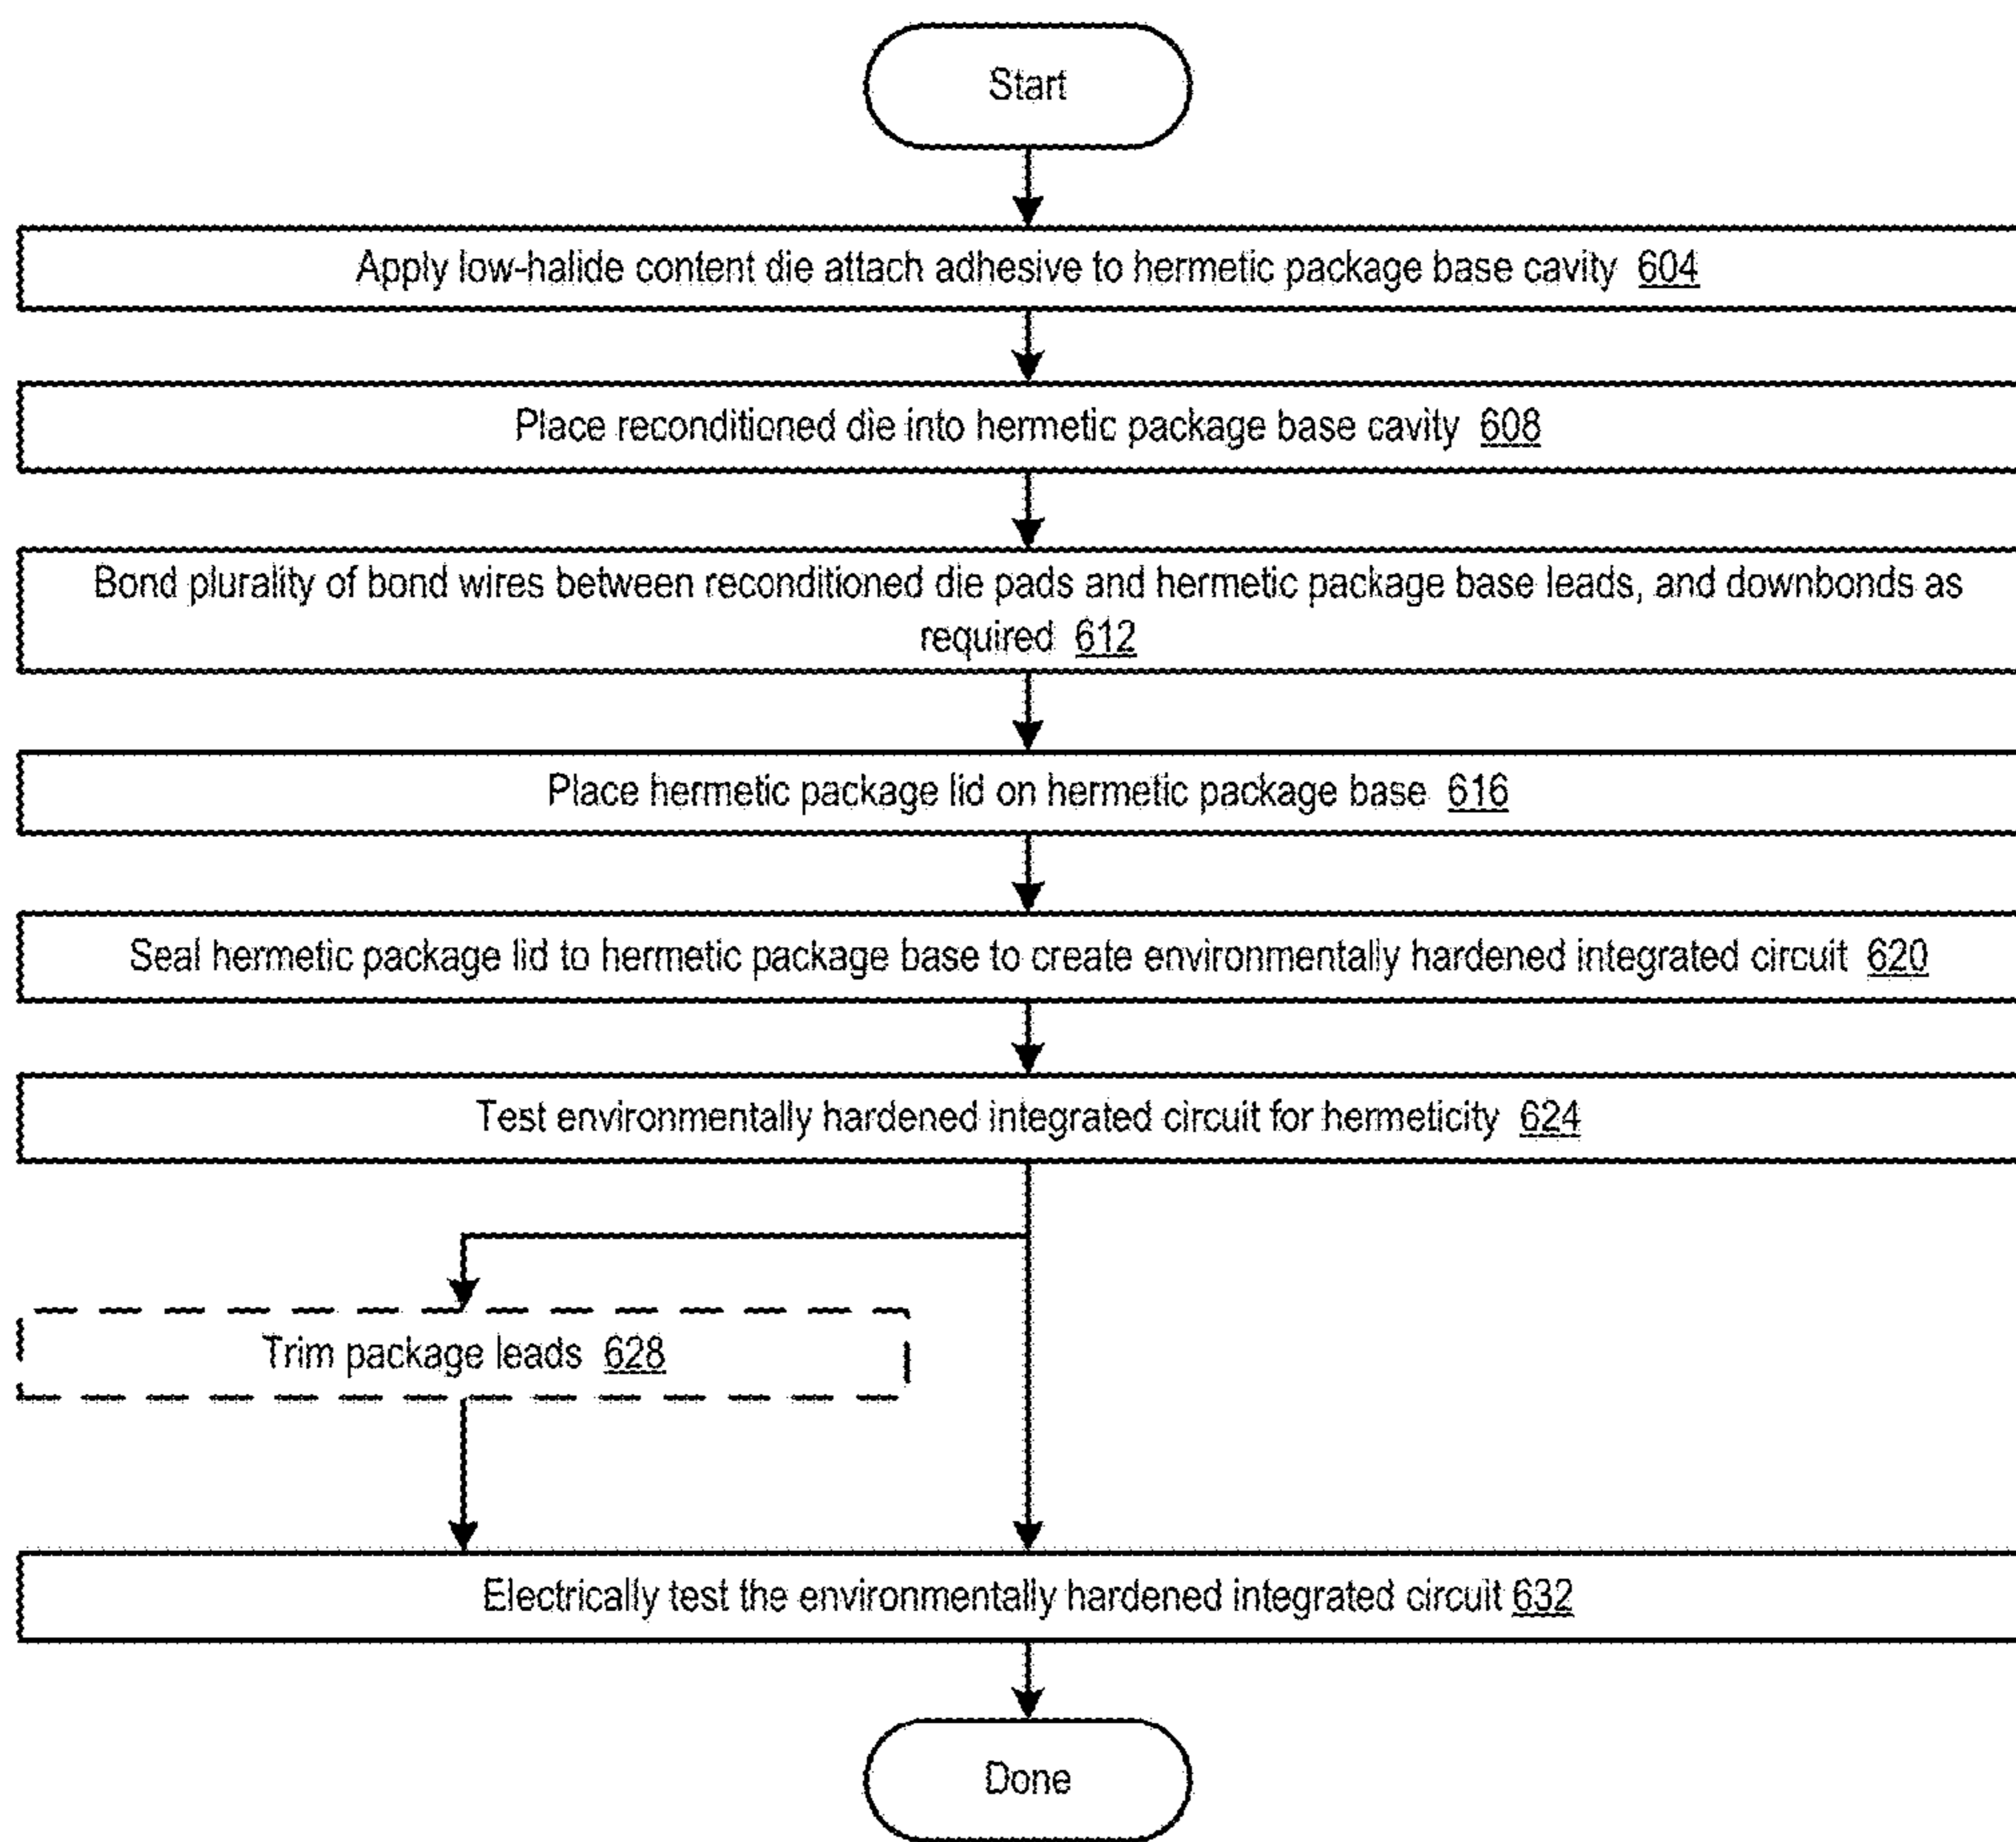 Start
Apply low-halide content die attach adhesive to hermetic package base cavity 604
Place reconditioned die into hermetic package base cavity 608
Bond plurality of bond wires between reconditioned die pads and hermetic package base leads, and downbonds as
required 612
Place hermetic package lid on hermetic package base 616
Seal hermetic package lid to hermetic package base to create environmentally hardened integrated circuit 620
Test environmentally hardened integrated circuit for hermeticity 624
Trim package leads 628
Electrically test the environmentally hardened integrated circuit 632
Done